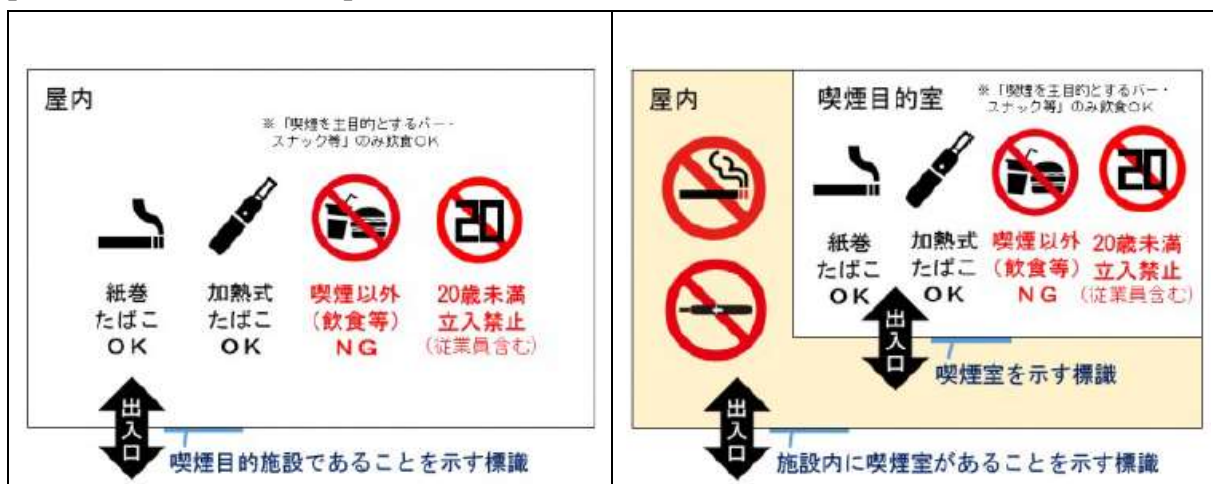 屋内
※「喫煙を主目的とするバー・
スナック等」のみ飲食OK
20
紙巻
たばこ
OK
加熱式
たばこ
OK
喫煙以外
(飲食等)
NG
20歳未満
立入禁止
(従業員含む)
出入口
喫煙目的施設であることを示す標識
屋内
喫煙目的室
※「喫煙を主目的とするバー・
スナック等」のみ飲食OK
20
紙巻
たばこ
OK
加熱式
たばこ
OK
喫煙以外
(飲食等)
NG
20歳未満
立入禁止
(従業員含む)
出入口
喫煙室を示す標識
出入口
施設内に喫煙室があることを示す標識